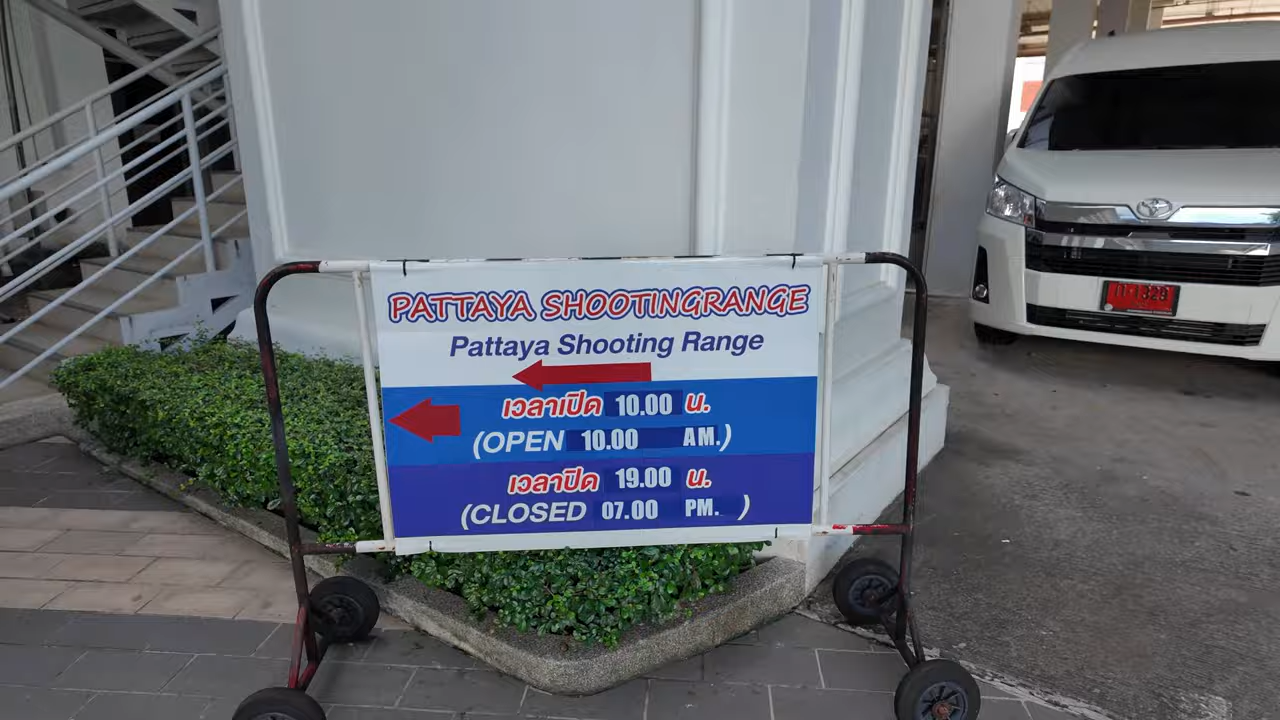 PATTAYA SHOOTINGRANGE
Pattaya Shooting Range
เวลาเปิด 10.00 น.
(OPEN 10.00 AM.)
เวลาปิด 19.00 น.
(CLOSED 07.00 PM. )